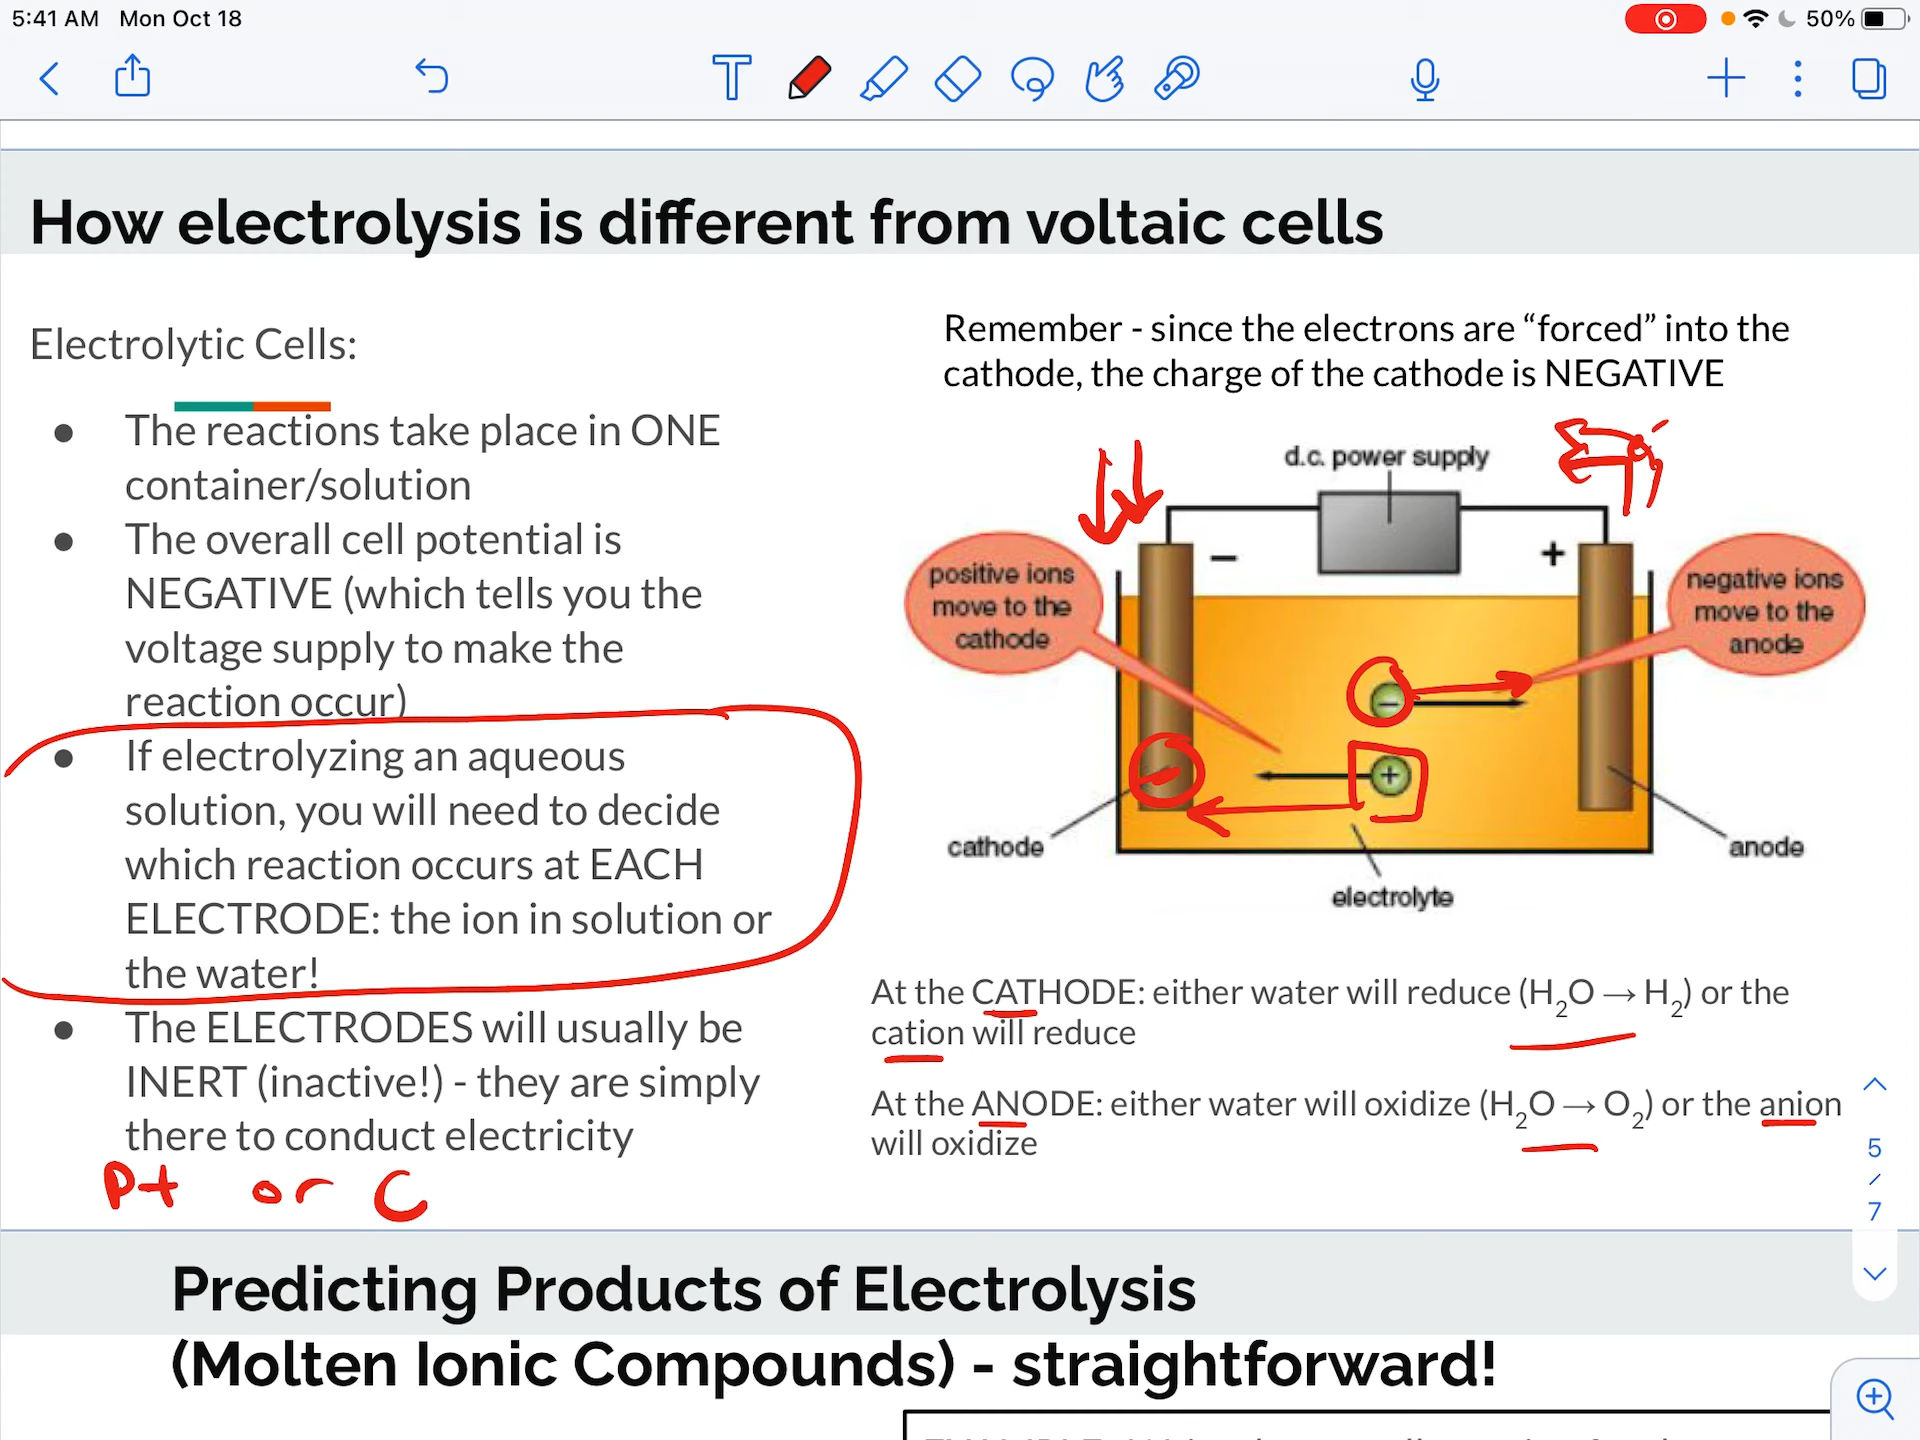 5:41 AM Mon Oct 18
50%
How electrolysis is different from voltaic cells
Electrolytic Cells:
● The reactions take place in ONE
container/solution
● The overall cell potential is
NEGATIVE (which tells you the
voltage supply to make the
reaction occur)
● If electrolyzing an aqueous
solution, you will need to decide
which reaction occurs at EACH
ELECTRODE: the ion in solution or
the water!
● The ELECTRODES will usually be
INERT (inactive!) - they are simply
there to conduct electricity
Pt or C
Remember - since the electrons are “forced” into the
cathode, the charge of the cathode is NEGATIVE
d.c. power supply
− +
positive ions
move to the
cathode
negative ions
move to the
anode
−
+
cathode
anode
electrolyte
At the CATHODE: either water will reduce (H₂O → H₂) or the
cation will reduce
At the ANODE: either water will oxidize (H₂O → O₂) or the anion
will oxidize
5
/
7
Predicting Products of Electrolysis
(Molten Ionic Compounds) - straightforward!